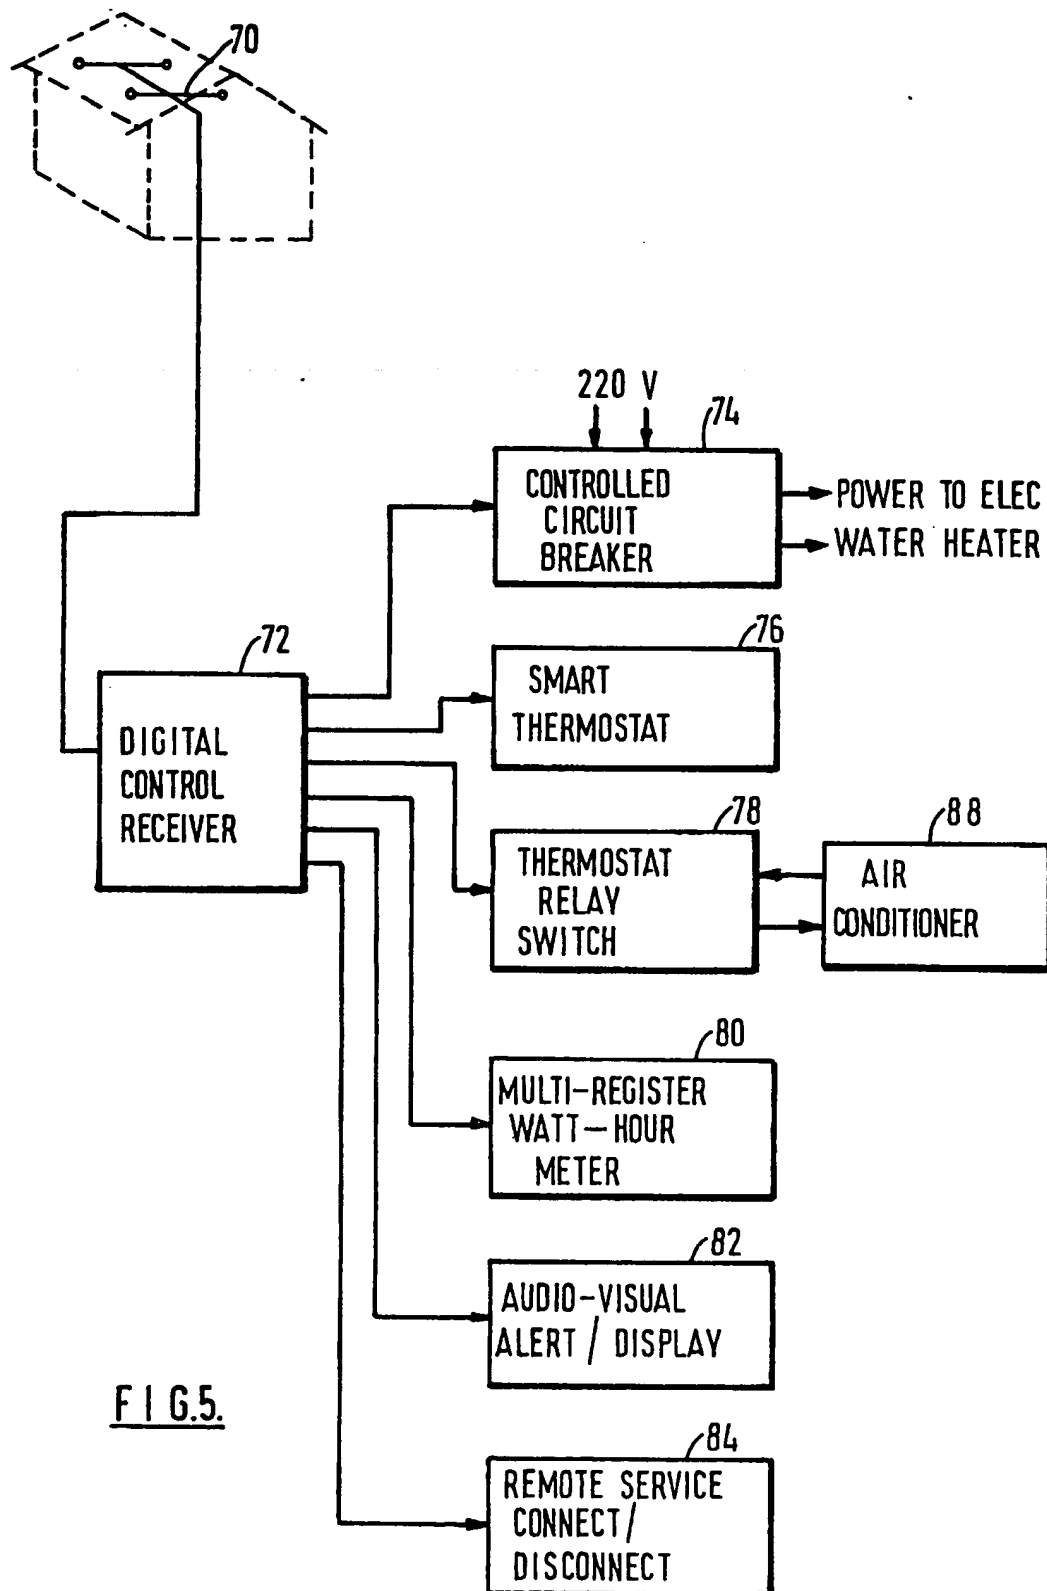 70
220 V
74
CONTROLLED
CIRCUIT
BREAKER
POWER TO ELEC
WATER HEATER
76
SMART
THERMOSTAT
72
DIGITAL
CONTROL
RECEIVER
78
THERMOSTAT
RELAY
SWITCH
88
AIR
CONDITIONER
80
MULTI-REGISTER
WATT-HOUR
METER
82
AUDIO-VISUAL
ALERT / DISPLAY
84
REMOTE SERVICE
CONNECT/
DISCONNECT
FIG.5.